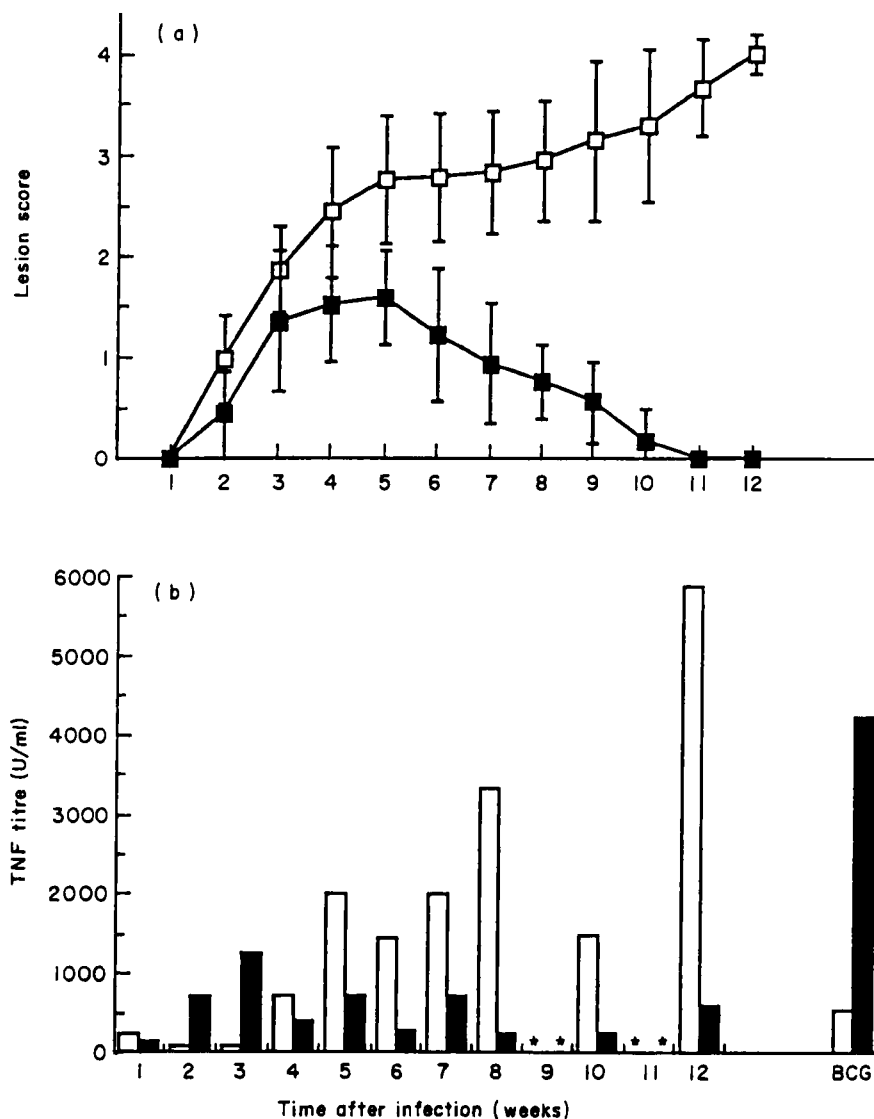 (a)
Lesion score
4
3
2
1
0
1 2 3 4 5 6 7 8 9 10 11 12
(b)
TNF titre (U/ml)
6000
5000
4000
3000
2000
1000
0
* * * *
1 2 3 4 5 6 7 8 9 10 11 12 BCG
Time after infection (weeks)